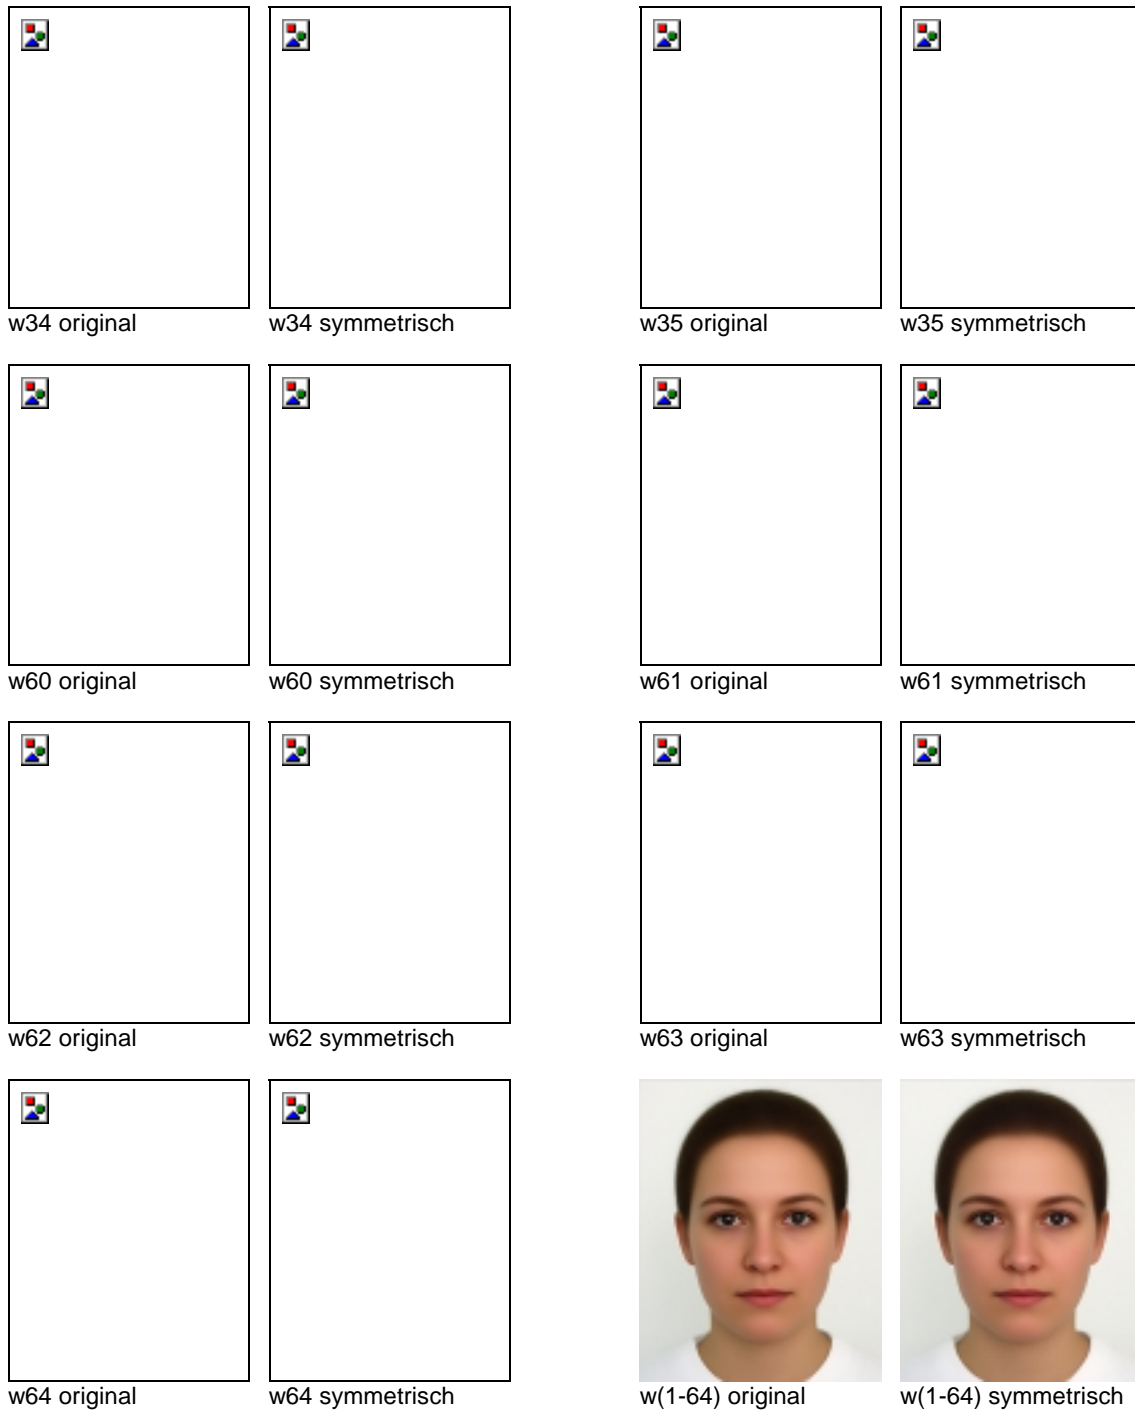 w34 original w34 symmetrisch w35 original w35 symmetrisch
w60 original w60 symmetrisch w61 original w61 symmetrisch
w62 original w62 symmetrisch w63 original w63 symmetrisch
w64 original w64 symmetrisch w(1-64) original w(1-64) symmetrisch